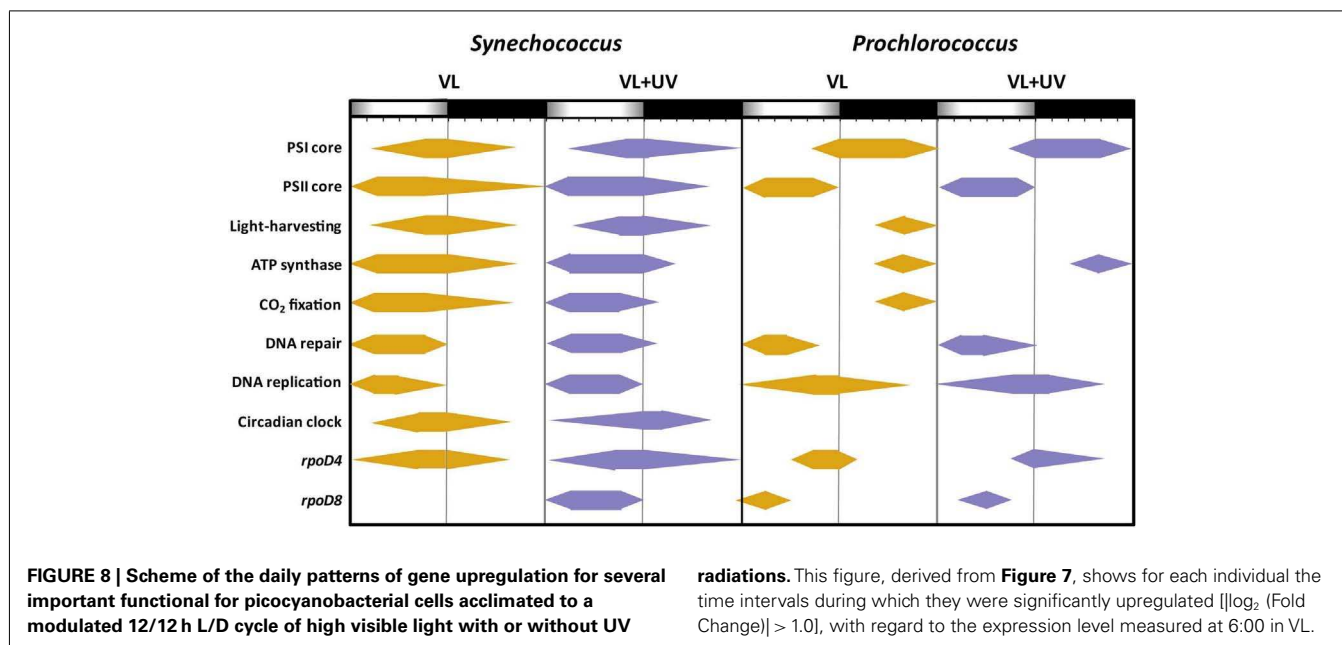 Synechococcus
Prochlorococcus
VL
VL+UV
VL
VL+UV
PSI core
PSII core
Light-harvesting
ATP synthase
CO₂ fixation
DNA repair
DNA replication
Circadian clock
rpoD4
rpoD8
FIGURE 8 | Scheme of the daily patterns of gene upregulation for several
important functional for picocyanobacterial cells acclimated to a
modulated 12/12 h L/D cycle of high visible light with or without UV
radiations. This figure, derived from Figure 7, shows for each individual the
time intervals during which they were significantly upregulated [|log₂ (Fold
Change)| > 1.0], with regard to the expression level measured at 6:00 in VL.